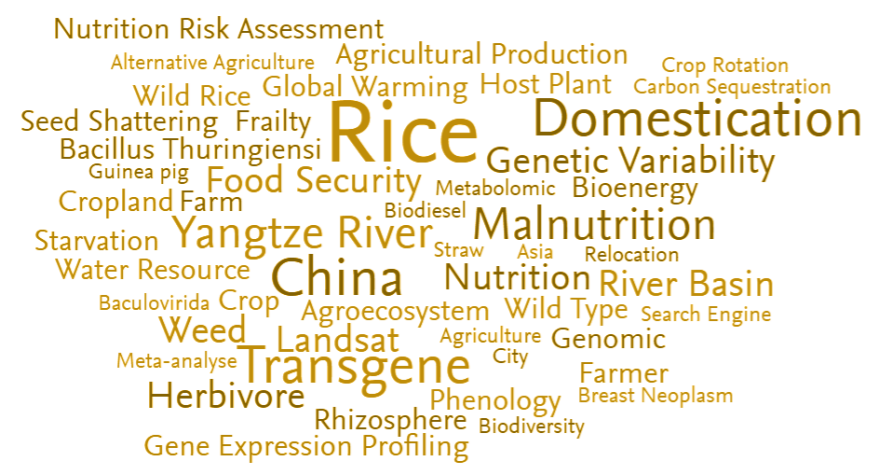 Nutrition Risk Assessment
Alternative Agriculture Agricultural Production Crop Rotation
Wild Rice Global Warming Host Plant Carbon Sequestration
Seed Shattering Frailty Rice Domestication
Bacillus Thuringiensi Genetic Variability
Guinea pig Food Security Metabolomic Bioenergy
Cropland Farm Biodiesel Malnutrition
Starvation Yangtze River Straw Asia Relocation
Water Resource China Nutrition River Basin
Baculovirida Crop Agroecosystem Wild Type Search Engine
Weed Landsat Agriculture Genomic
Meta-analyse Transgene City Farmer
Herbivore Phenology Breast Neoplasm
Rhizosphere Biodiversity
Gene Expression Profiling